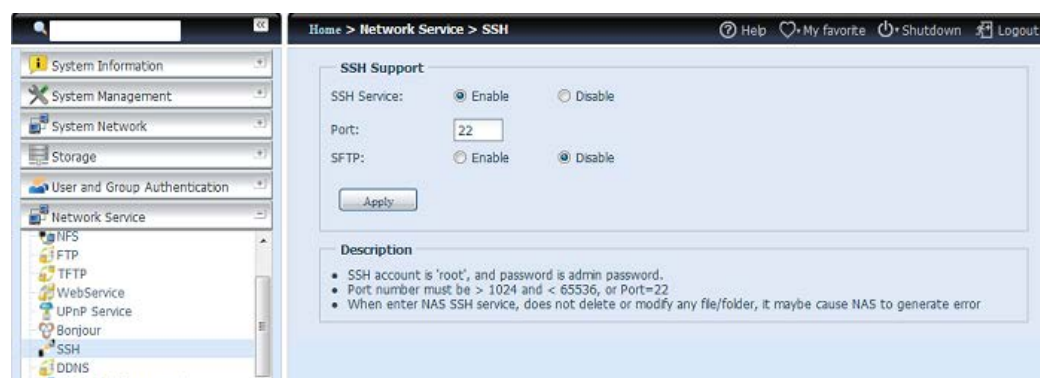 Home > Network Service > SSH
Help My favorite Shutdown Logout
System Information
System Management
System Network
Storage
User and Group Authentication
Network Service
NFS
FTP
TFTP
WebService
UPnP Service
Bonjour
SSH
DDNS
SSH Support
SSH Service: Enable Disable
Port: 22
SFTP: Enable Disable
Apply
Description
• SSH account is 'root', and password is admin password.
• Port number must be > 1024 and < 65536, or Port=22
• When enter NAS SSH service, does not delete or modify any file/folder, it maybe cause NAS to generate error